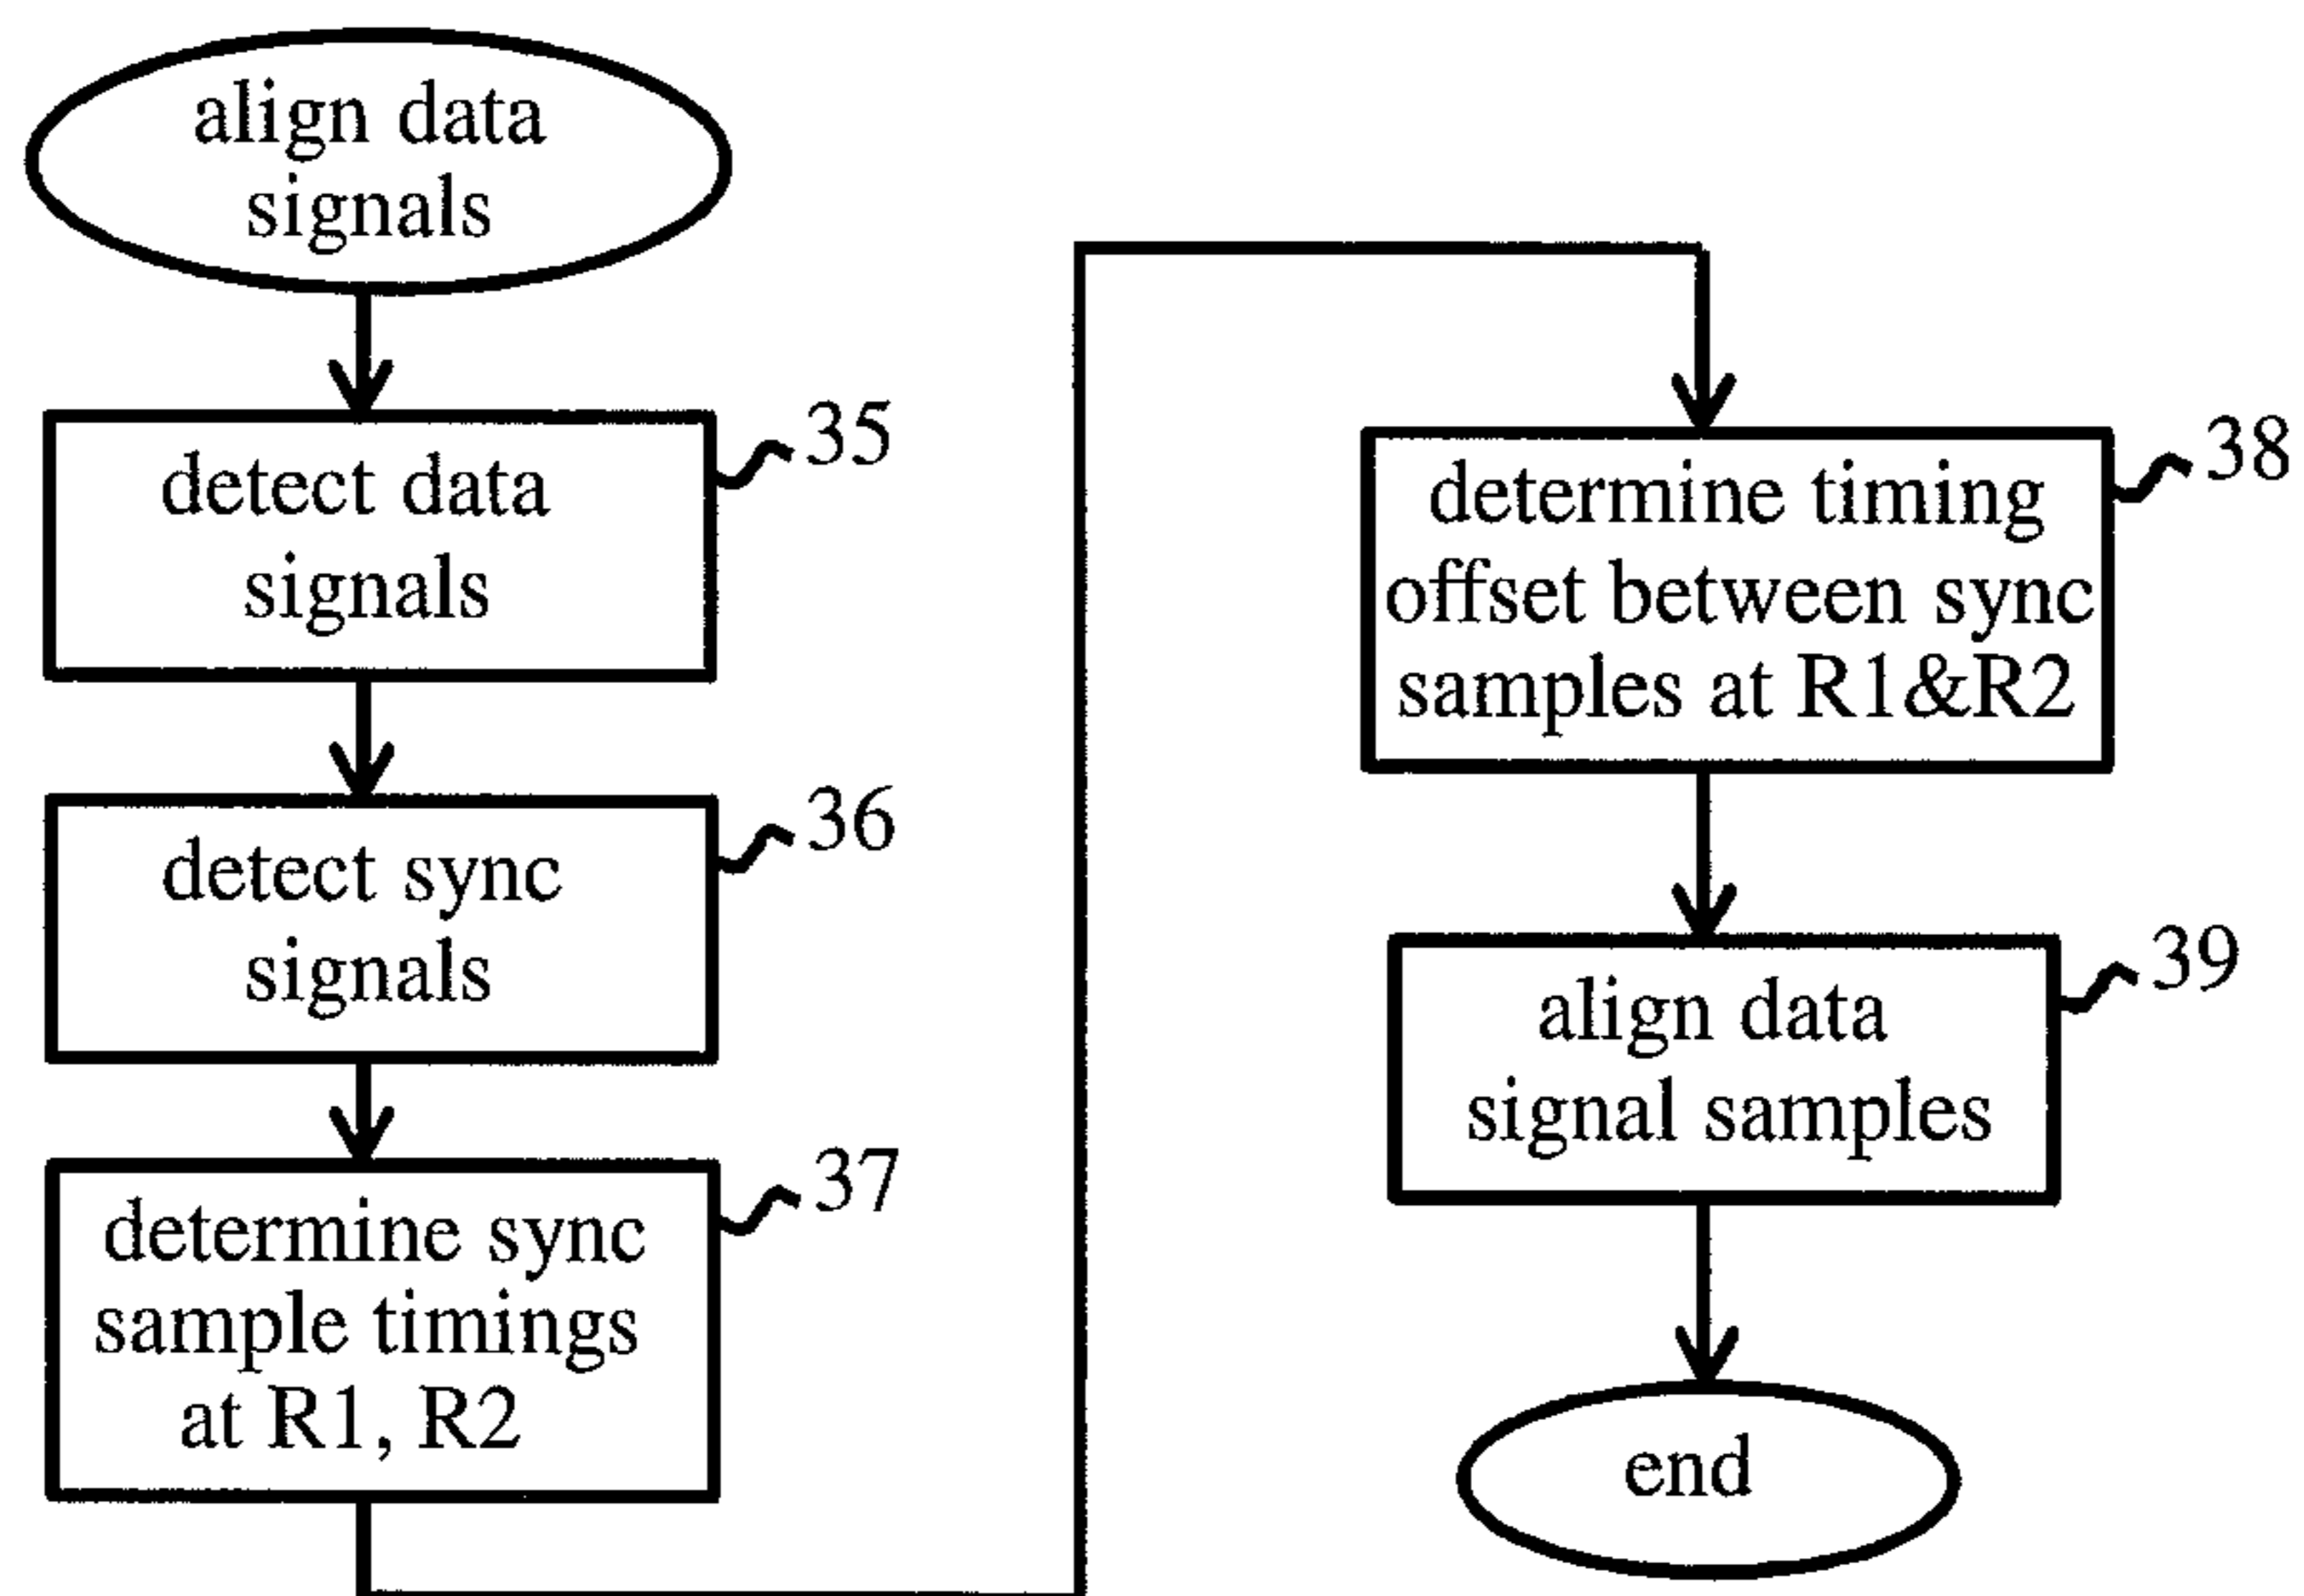 align data
signals
detect data
signals
35
detect sync
signals
36
determine sync
sample timings
at R1, R2
37
determine timing
offset between sync
samples at R1&R2
38
align data
signal samples
39
end